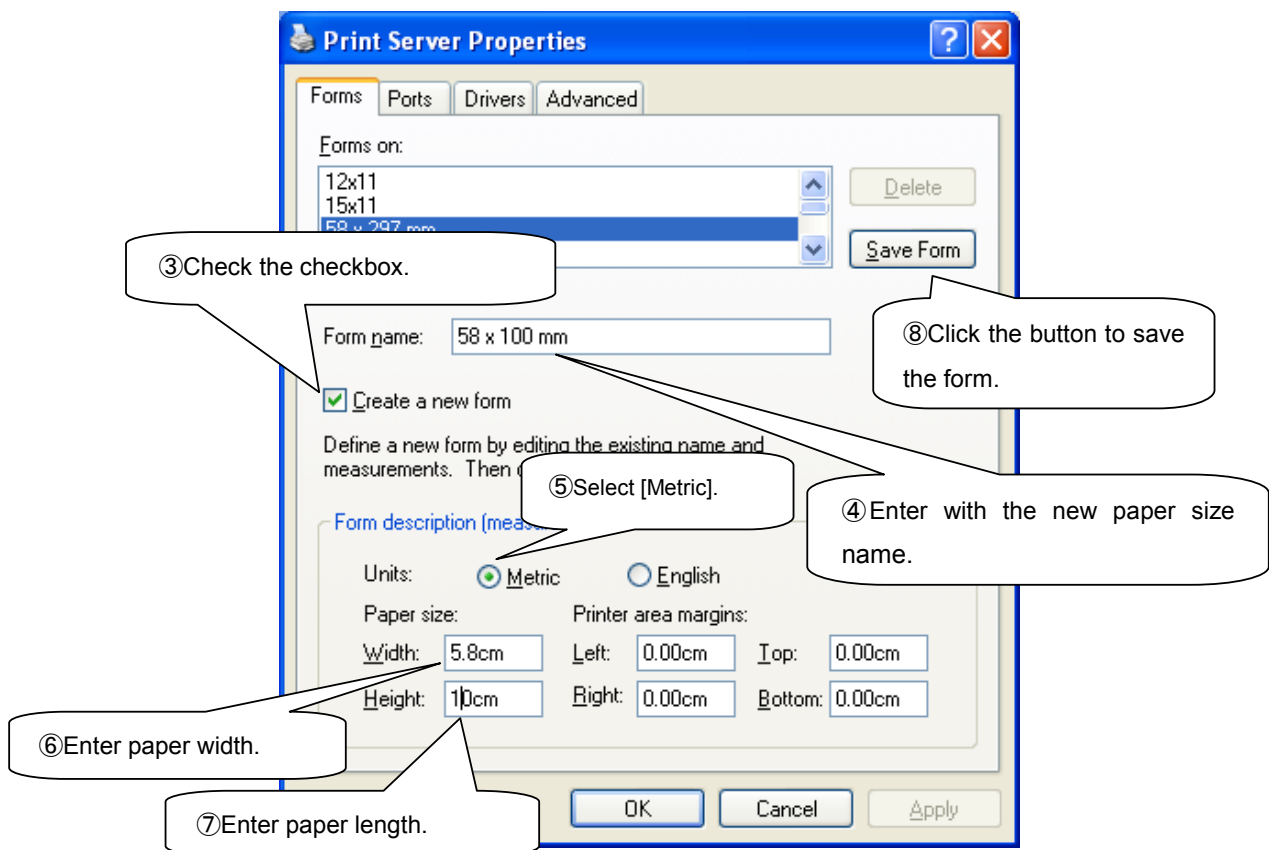 Print Server Properties
Forms Ports Drivers Advanced
Forms on:
12x11
15x11
58 x 297 mm
Delete
Save Form
③Check the checkbox.
Form name: 58 x 100 mm
⑧Click the button to save
the form.
Create a new form
Define a new form by editing the existing name and
measurements. Then
⑤Select [Metric].
④Enter with the new paper size
name.
Form description
Units: Metric English
Paper size: Printer area margins:
Width: 5.8cm Left: 0.00cm Top: 0.00cm
Height: 10cm Right: 0.00cm Bottom: 0.00cm
⑥Enter paper width.
⑦Enter paper length.
OK Cancel Apply